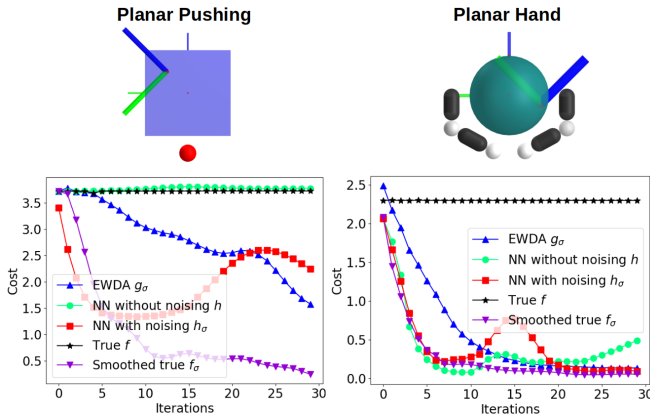 Planar Pushing
Planar Hand
3.5
3.0
2.5
2.0
1.5
1.0
0.5
Cost
0
5
10
15
20
25
30
Iterations
EWDA gσ
NN without noising h
NN with noising hσ
True f
Smoothed true fσ
2.5
2.0
1.5
1.0
0.5
0.0
Cost
0
5
10
15
20
25
30
Iterations
EWDA gσ
NN without noising h
NN with noising hσ
True f
Smoothed true fσ